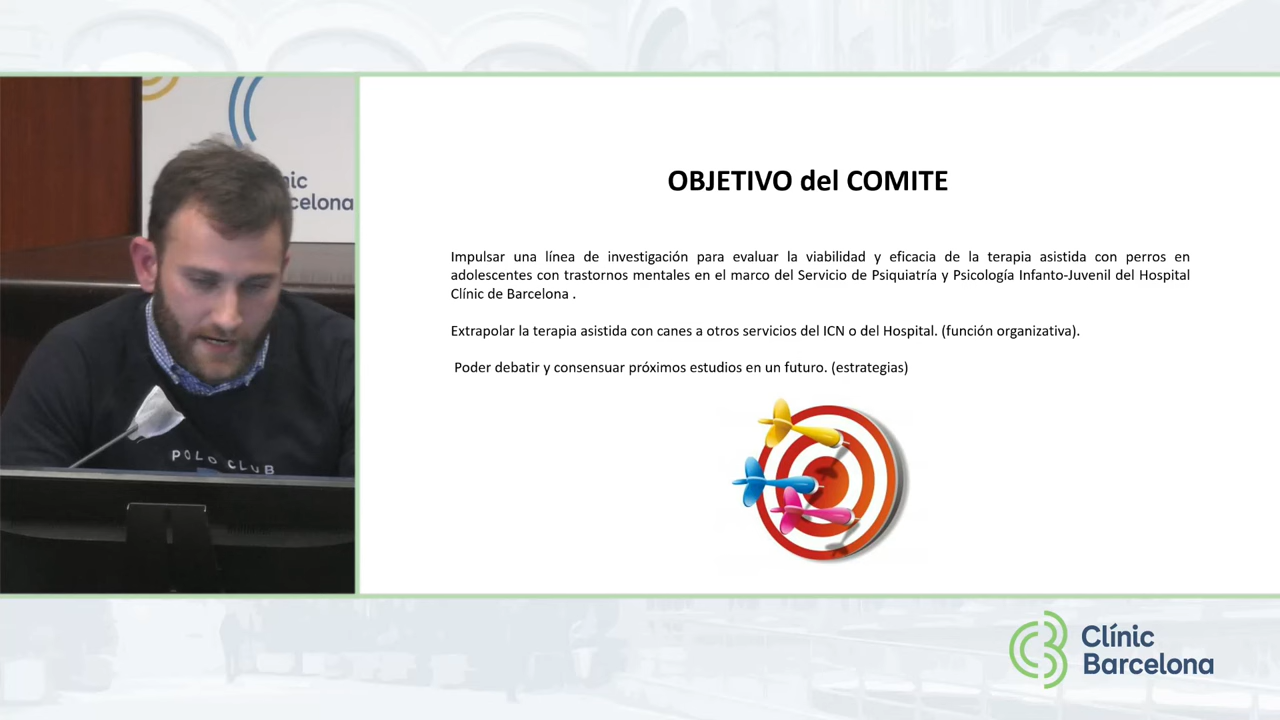 nic
arcelona
POLO CLUB
OBJETIVO del COMITE
Impulsar una línea de investigación para evaluar la viabilidad y eficacia de la terapia asistida con perros en
adolescentes con trastornos mentales en el marco del Servicio de Psiquiatría y Psicología Infanto-Juvenil del Hospital
Clínic de Barcelona .
Extrapolar la terapia asistida con canes a otros servicios del ICN o del Hospital. (función organizativa).
Poder debatir y consensuar próximos estudios en un futuro. (estrategias)
Clínic
Barcelona